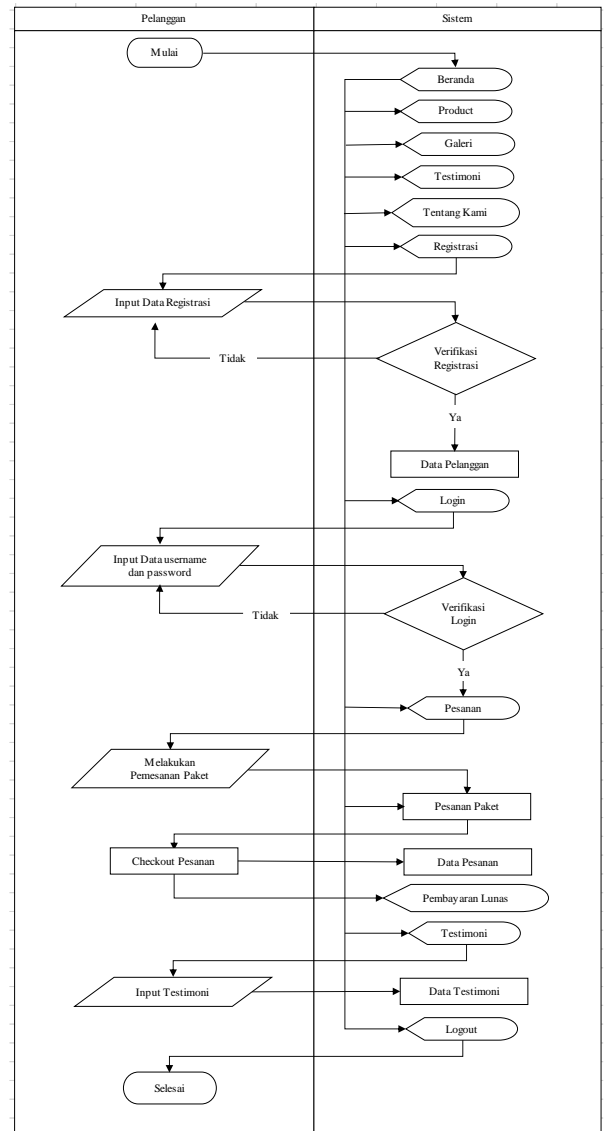 Pelanggan
Sistem
Mulai
Beranda
Product
Galeri
Testimoni
Tentang Kami
Registrasi
Input Data Registrasi
Verifikasi
Registrasi
Tidak
Ya
Data Pelanggan
Login
Input Data username
dan password
Verifikasi
Login
Tidak
Ya
Pesanan
Melakukan
Pemesanan Paket
Pesanan Paket
Checkout Pesanan
Data Pesanan
Pembayaran Lunas
Testimoni
Input Testimoni
Data Testimoni
Logout
Selesai